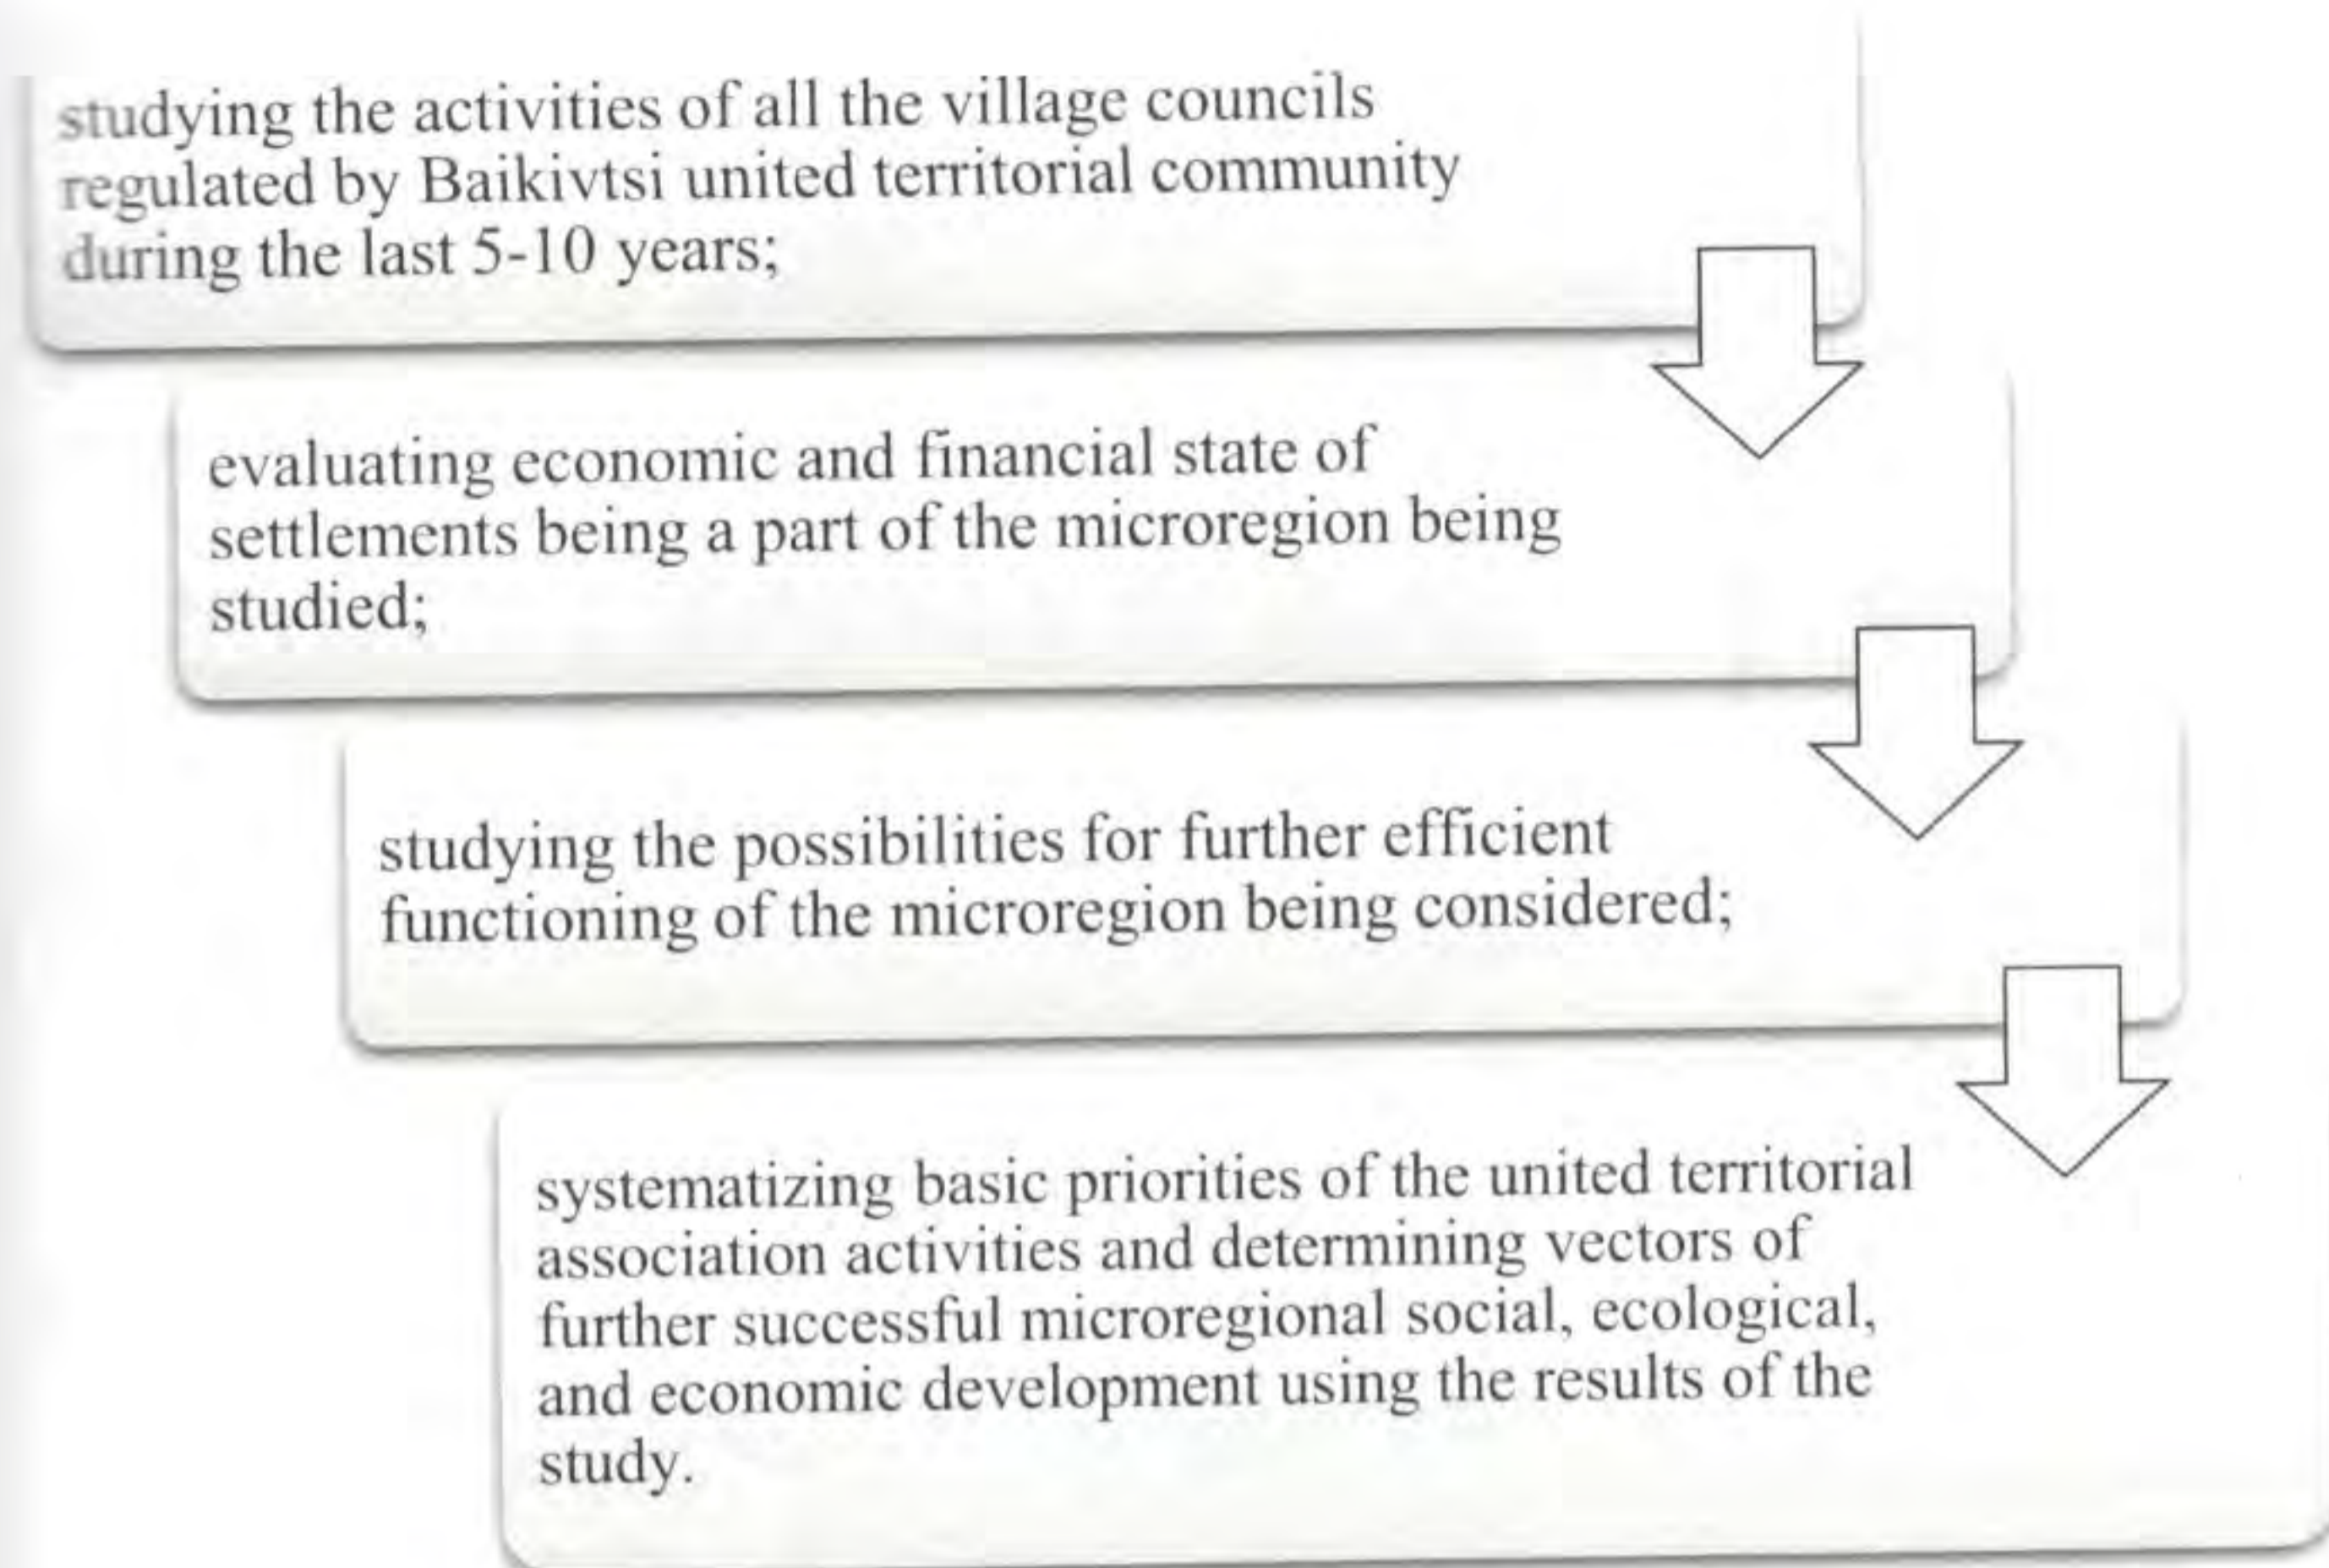 studying the activities of all the village councils
regulated by Baikivtsi united territorial community
during the last 5-10 years;
evaluating economic and financial state of
settlements being a part of the microregion being
studied;
studying the possibilities for further efficient
functioning of the microregion being considered;
systematizing basic priorities of the united territorial
association activities and determining vectors of
further successful microregional social, ecological,
and economic development using the results of the
study.